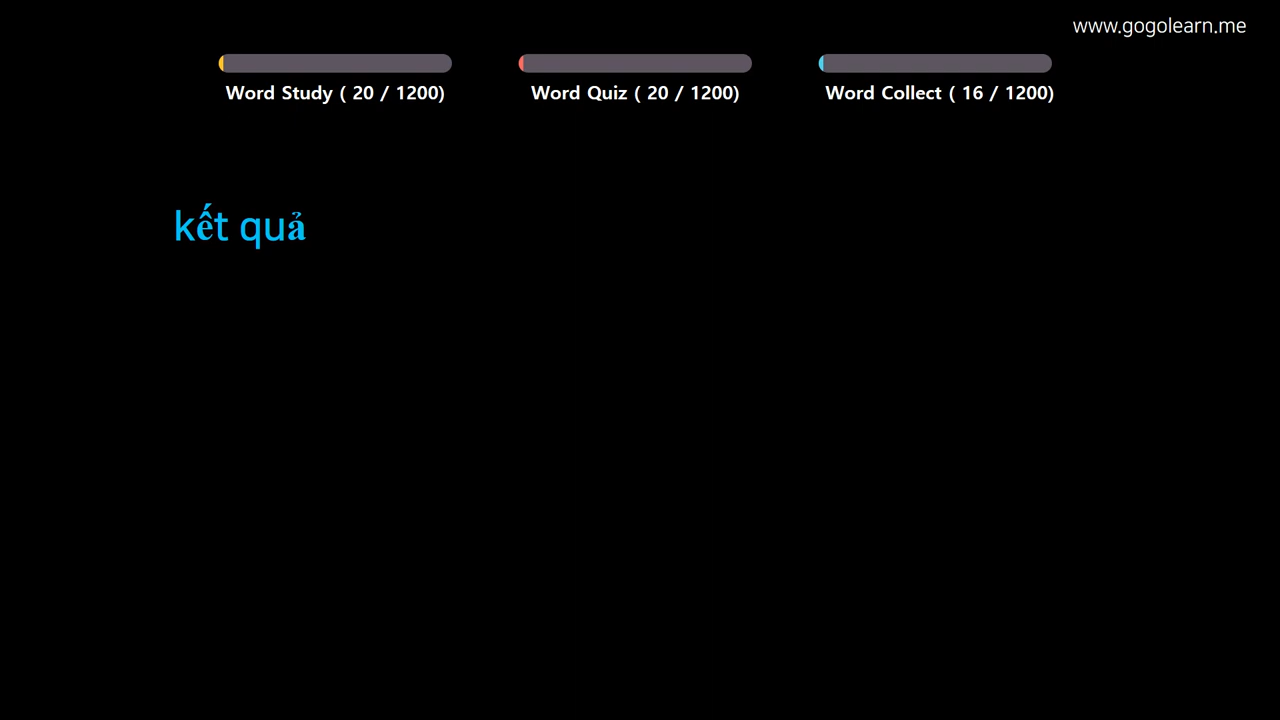 www.gogolearn.me
Word Study ( 20 / 1200)
Word Quiz ( 20 / 1200)
Word Collect ( 16 / 1200)
kết quả